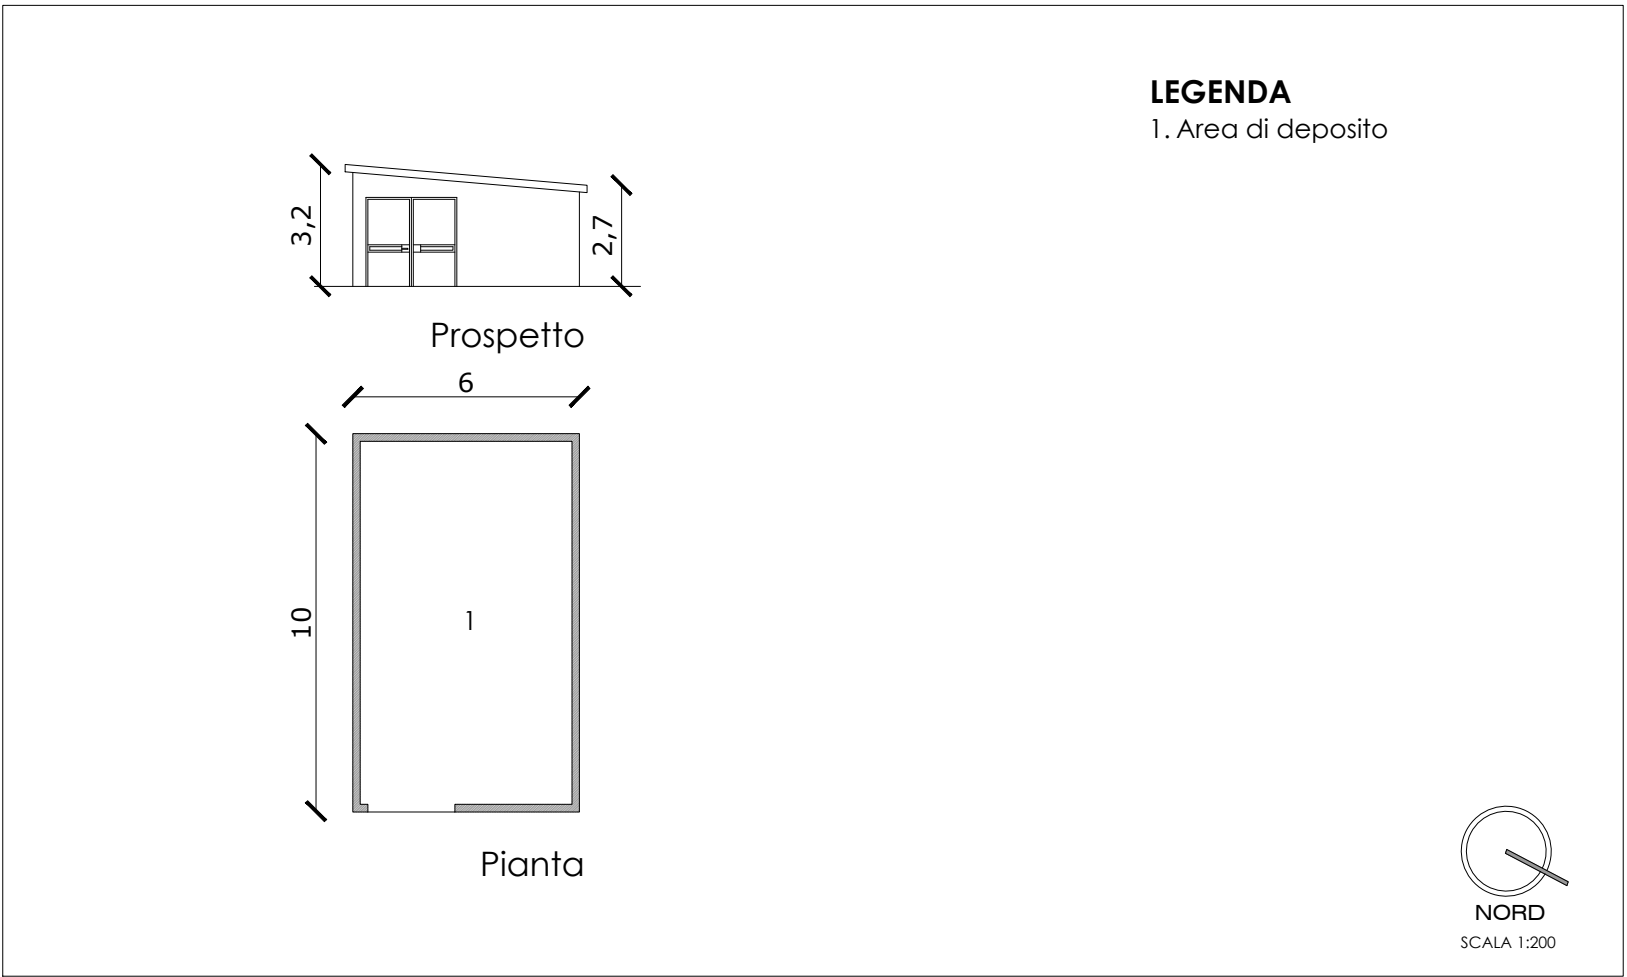 LEGENDA
1. Area di deposito
3,2
2,7
Prospetto
6
10
1
Pianta
NORD
SCALA 1:200